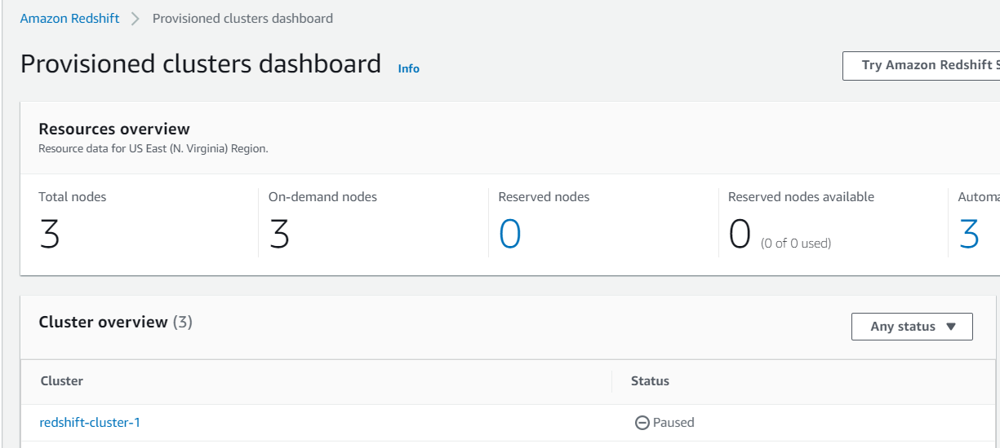 Amazon Redshift > Provisioned clusters dashboard
Provisioned clusters dashboard Info
Try Amazon Redshift S
Resources overview
Resource data for US East (N. Virginia) Region.
Total nodes
3
On-demand nodes
3
Reserved nodes
0
Reserved nodes available
0 (0 of 0 used)
Automa
3
Cluster overview (3)
Any status
Cluster Status
redshift-cluster-1 Paused